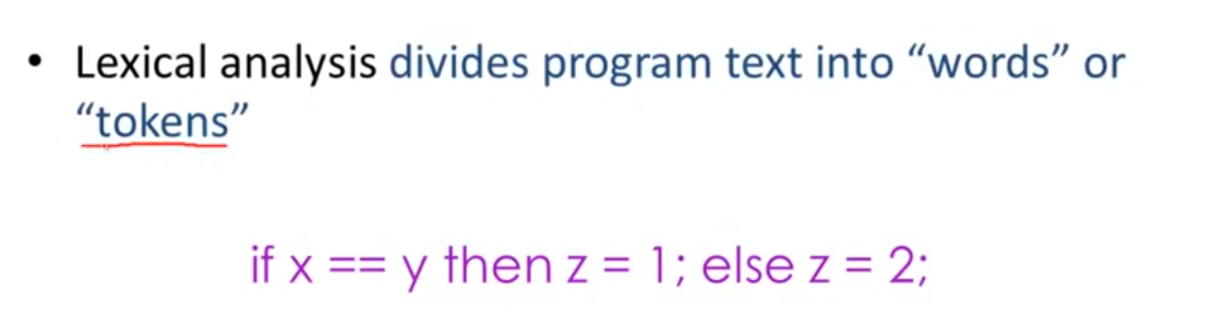 • Lexical analysis divides program text into “words” or
“tokens”
if x == y then z = 1; else z = 2;